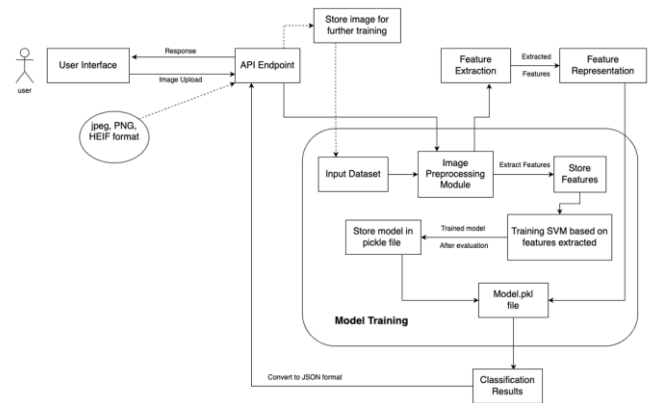 Store image for
further training
Response
User Interface
API Endpoint
Image Upload
user
Feature
Extraction
Extracted
Features
Feature
Representation
jpeg, PNG,
HEIF format
Input Dataset
Image
Preprocessing
Module
Extract Features
Store
Features
Store model in
pickle file
Trained model
After evaluation
Training SVM based on
features extracted
Model.pkl
file
Model Training
Convert to JSON format
Classification
Results